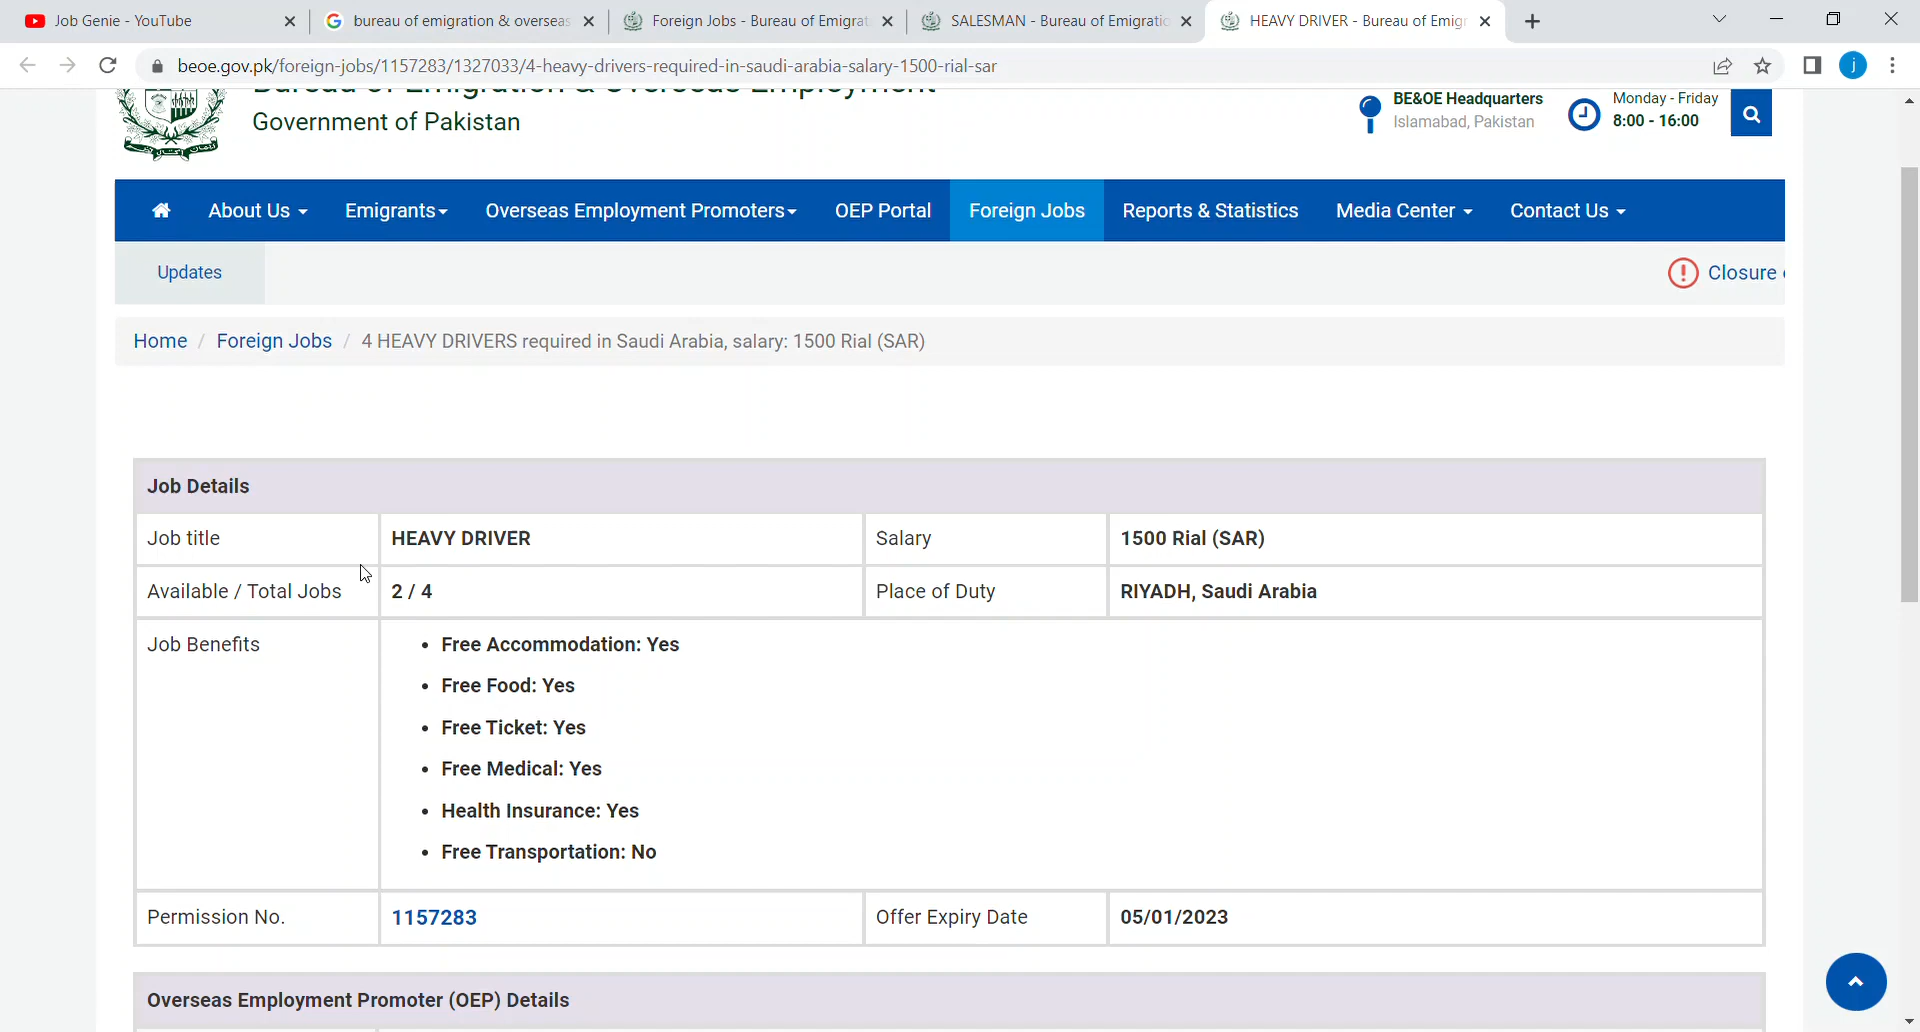 Job Genie - YouTube
bureau of emigration & overseas
Foreign Jobs - Bureau of Emigrat
SALESMAN - Bureau of Emigratio
HEAVY DRIVER - Bureau of Emigr
beoe.gov.pk/foreign-jobs/1157283/1327033/4-heavy-drivers-required-in-saudi-arabia-salary-1500-rial-sar
j
Bureau of Emigration & Overseas Employment
Government of Pakistan
BE&OE Headquarters
Islamabad, Pakistan
Monday - Friday
8:00 - 16:00
About Us
Emigrants
Overseas Employment Promoters
OEP Portal
Foreign Jobs
Reports & Statistics
Media Center
Contact Us
Updates
Closure
Home / Foreign Jobs / 4 HEAVY DRIVERS required in Saudi Arabia, salary: 1500 Rial (SAR)
Job Details
Job title HEAVY DRIVER Salary 1500 Rial (SAR)
Available / Total Jobs 2 / 4 Place of Duty RIYADH, Saudi Arabia
Job Benefits
• Free Accommodation: Yes
• Free Food: Yes
• Free Ticket: Yes
• Free Medical: Yes
• Health Insurance: Yes
• Free Transportation: No
Permission No. 1157283 Offer Expiry Date 05/01/2023
Overseas Employment Promoter (OEP) Details